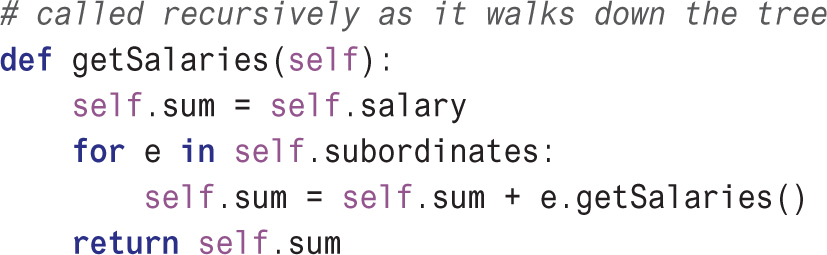 # called recursively as it walks down the tree
def getSalaries(self):
    self.sum = self.salary
    for e in self.subordinates:
        self.sum = self.sum + e.getSalaries()
    return self.sum